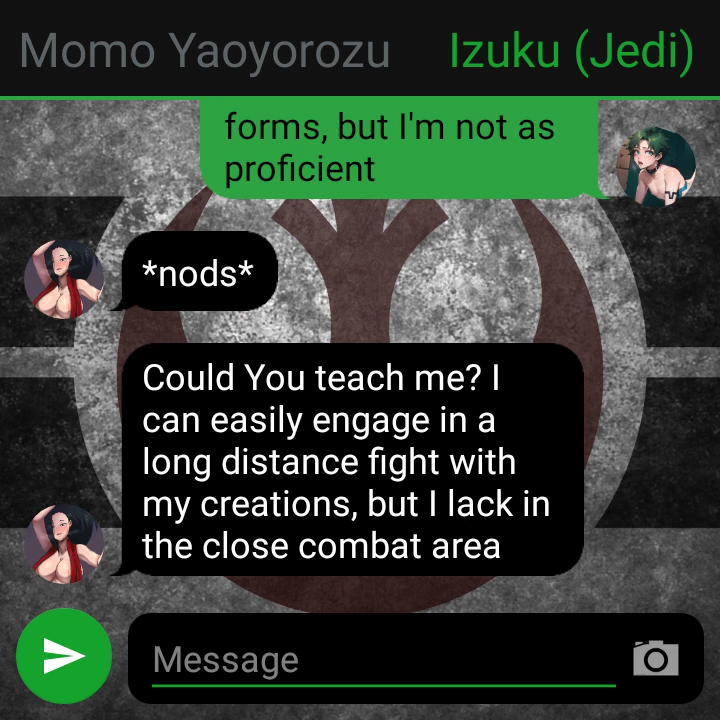 Momo Yaoyorozu Izuku (Jedi)
forms, but I'm not as
proficient
*nods*
Could You teach me? I
can easily engage in a
long distance fight with
my creations, but I lack in
the close combat area
Message